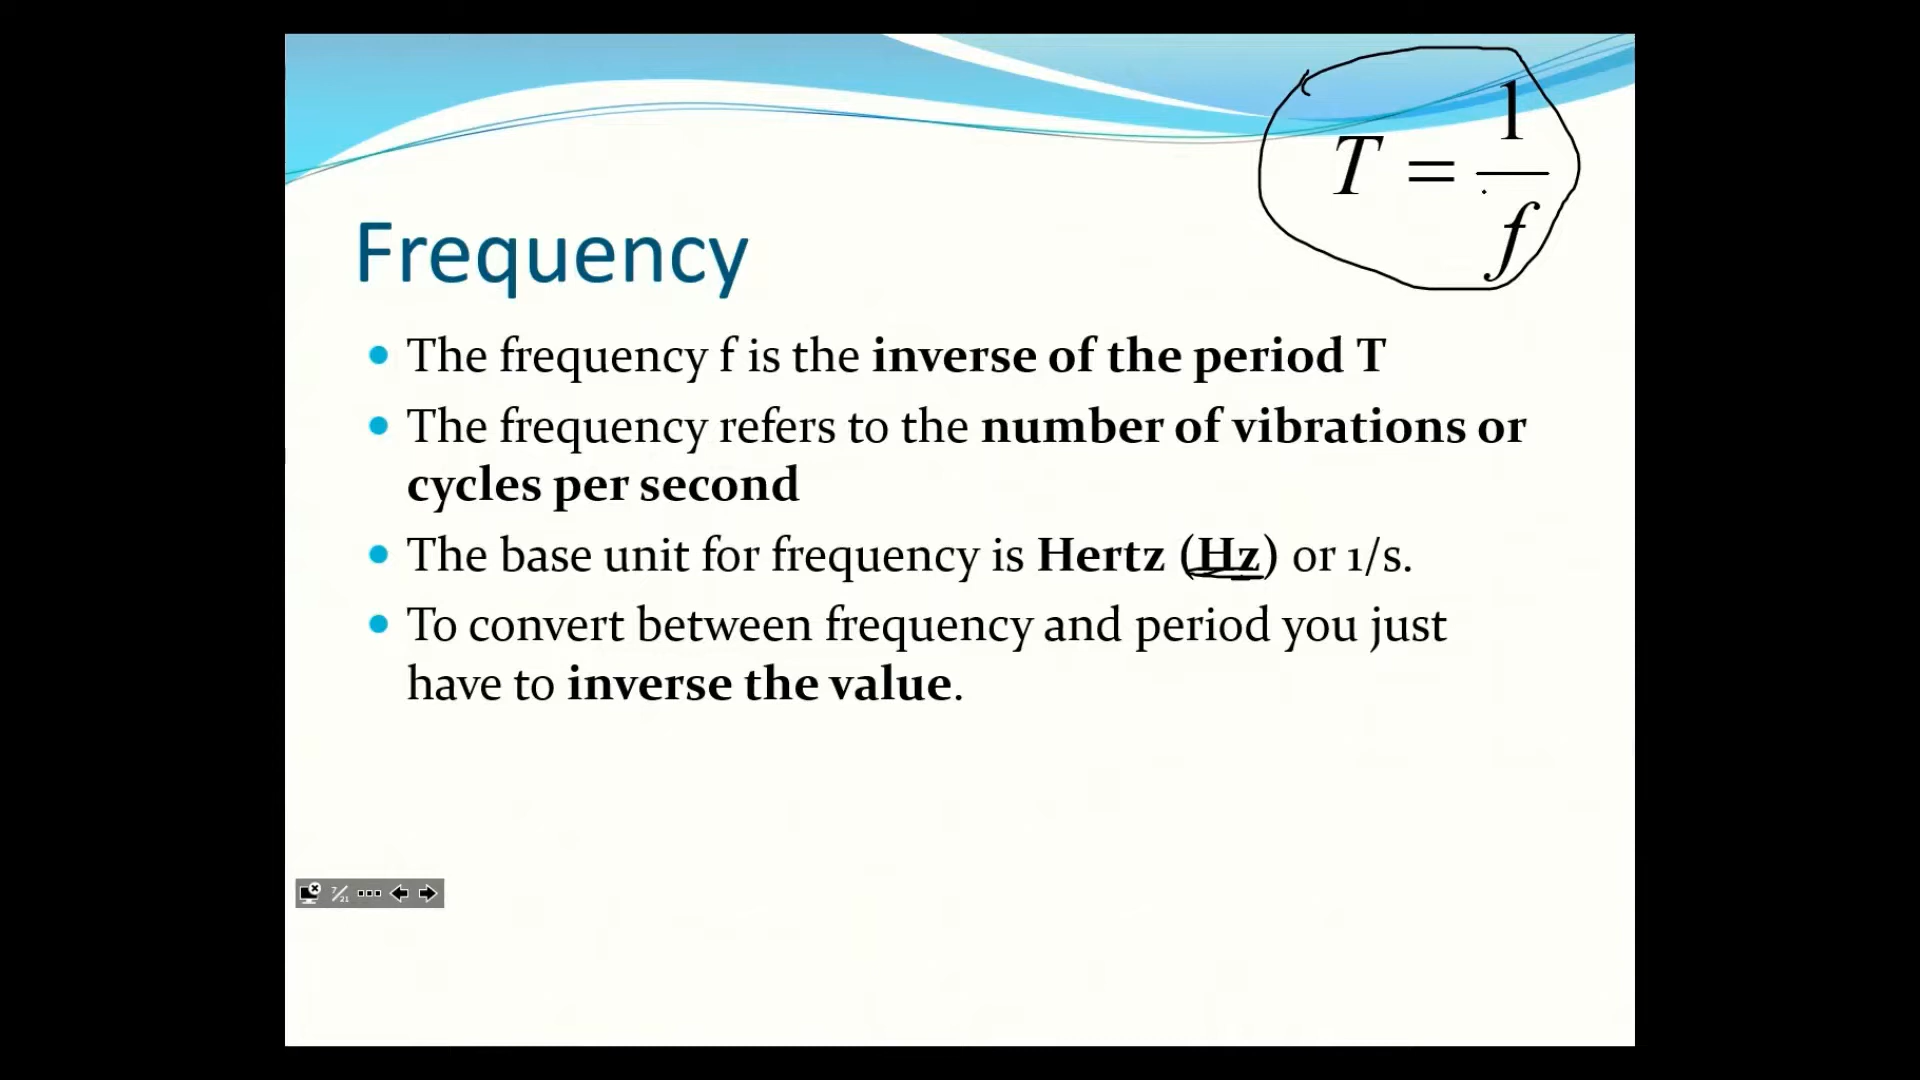 T = 1/f
Frequency
The frequency f is the inverse of the period T
The frequency refers to the number of vibrations or
cycles per second
The base unit for frequency is Hertz (Hz) or 1/s.
To convert between frequency and period you just
have to inverse the value.
7/21